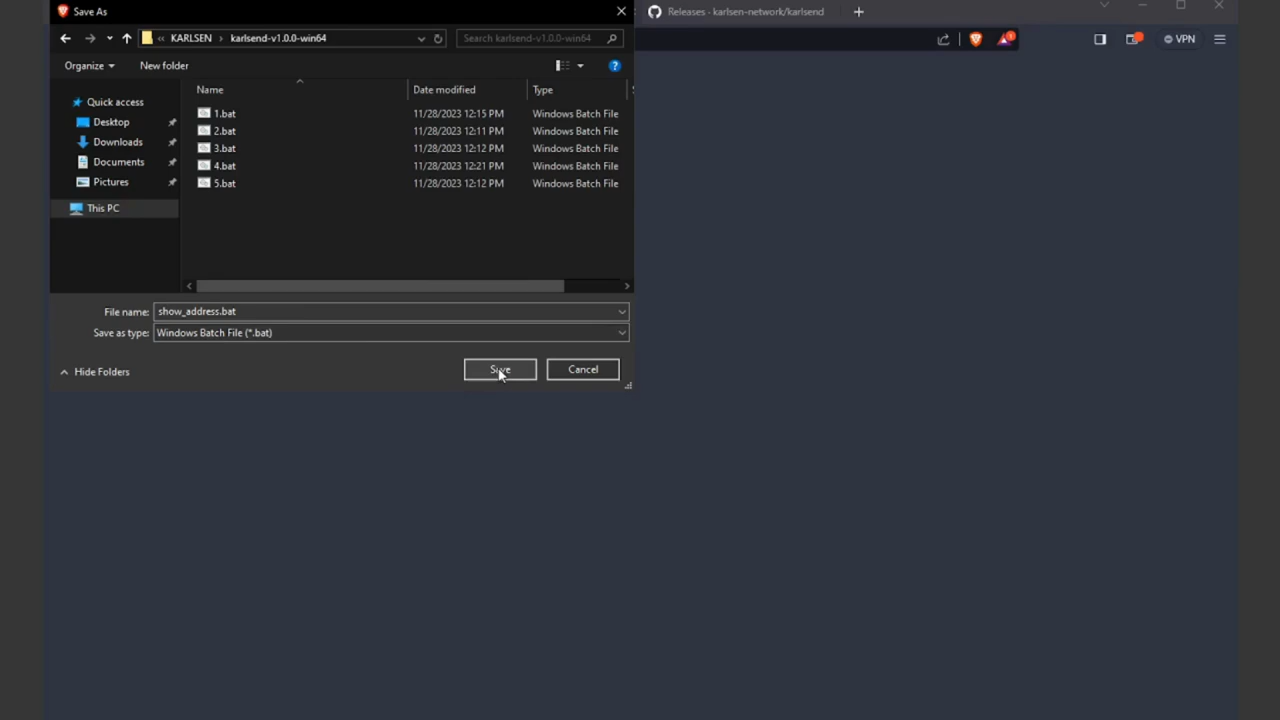 Save As
Releases - karlsen-network/karlsend
KARLSEN > karlsend-v1.0.0-win64
Search karlsend-v1.0.0-win64
VPN
Organize
New folder
Name Date modified Type
Quick access
Desktop
Downloads
Documents
Pictures
This PC
1.bat 11/28/2023 12:15 PM Windows Batch File
2.bat 11/28/2023 12:11 PM Windows Batch File
3.bat 11/28/2023 12:12 PM Windows Batch File
4.bat 11/28/2023 12:21 PM Windows Batch File
5.bat 11/28/2023 12:12 PM Windows Batch File
File name: show_address.bat
Save as type: Windows Batch File (*.bat)
Hide Folders
Save
Cancel